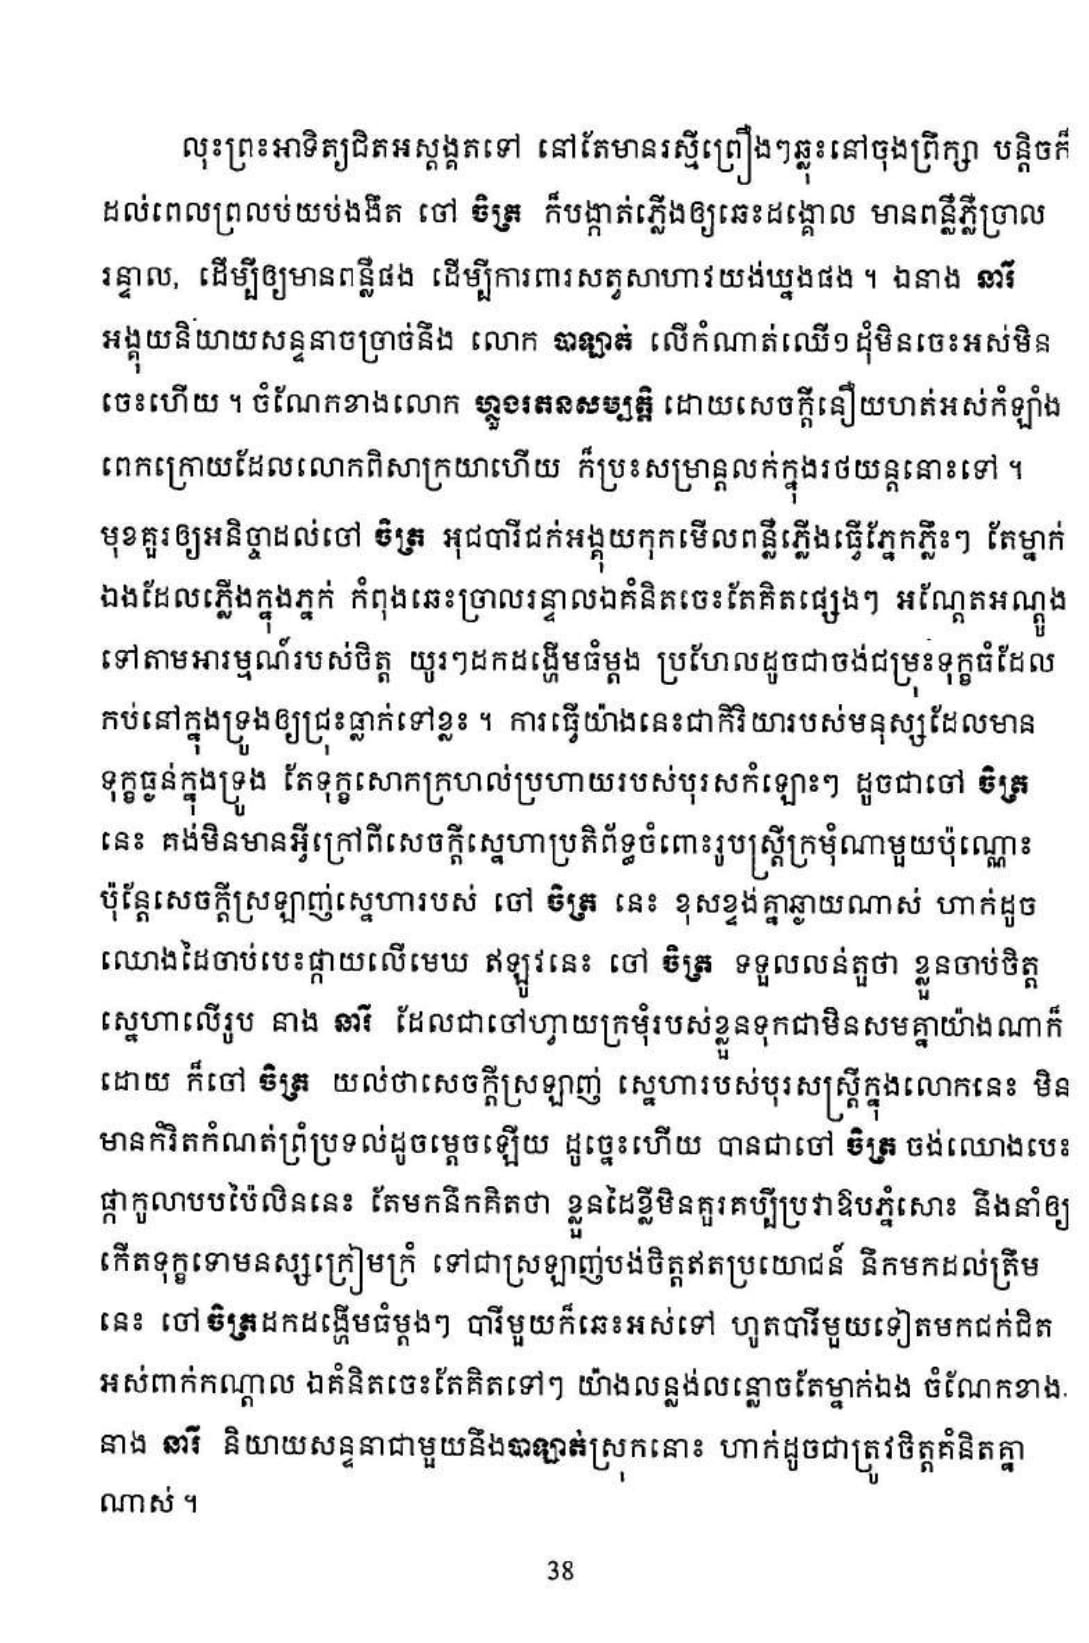 លុះព្រះអាទិត្យជិតអស្តង្គតទៅ នៅតែមានរស្មីព្រឿងៗឆ្លុះនៅចុងព្រឹក្សា បន្តិចក៏
ដល់ពេលព្រលប់យប់ងងឹត ចៅ ចិត្រ ក៏បង្កាត់ភ្លើងឲ្យឆេះដង្គោល មានពន្លឺភ្លឺច្រាល
រន្ទាល, ដើម្បីឲ្យមានពន្លឺផង ដើម្បីការពារសត្វសាហាវយង់ឃ្នងផង ។ ឯនាង នារី
អង្គុយនិយាយសន្ទនាចច្រាច់នឹង លោក បាឡាត់ លើកំណាត់ឈើ១ដុំមិនចេះអស់មិន
ចេះហើយ ។ ចំណែកខាងលោក ហ្លួងរតនសម្បត្តិ ដោយសេចក្តីនឿយហត់អស់កំឡាំង
ពេកក្រោយដែលលោកពិសាក្រយាហើយ ក៏ប្រះសម្រាន្តលក់ក្នុងរថយន្តនោះទៅ ។
មុខគួរឲ្យអនិច្ចាដល់ចៅ ចិត្រ អុជបារីជក់អង្គុយកុកមើលពន្លឺភ្លើងធ្វើភ្នែកភ្លឹះៗ តែម្នាក់
ឯងដែលភ្លើងក្នុងភ្នក់ កំពុងឆេះច្រាលរន្ទាលឯគំនិតចេះតែគិតផ្សេងៗ អណ្តែតអណ្តូង
ទៅតាមអារម្មណ៍របស់ចិត្ត យូរៗដកដង្ហើមធំម្តង ប្រហែលដូចជាចង់ជម្រុះទុក្ខធំដែល
កប់នៅក្នុងទ្រូងឲ្យជ្រុះធ្លាក់ទៅខ្លះ ។ ការធ្វើយ៉ាងនេះជាកិរិយារបស់មនុស្សដែលមាន
ទុក្ខធ្ងន់ក្នុងទ្រូង តែទុក្ខសោកក្រហល់ប្រហាយរបស់បុរសកំឡោះៗ ដូចជាចៅ ចិត្រ
នេះ គង់មិនមានអ្វីក្រៅពីសេចក្តីស្នេហាប្រតិព័ទ្ធចំពោះរូបស្ត្រីក្រមុំណាមួយប៉ុណ្ណោះ
ប៉ុន្តែសេចក្តីស្រឡាញ់ស្នេហារបស់ ចៅ ចិត្រ នេះ ខុសខ្ទង់គ្នាឆ្ងាយណាស់ ហាក់ដូច
ឈោងដៃចាប់បេះផ្កាយលើមេឃ ឥឡូវនេះ ចៅ ចិត្រ ទទួលលន់តួថា ខ្លួនចាប់ចិត្ត
ស្នេហាលើរូប នាង នារី ដែលជាចៅហ្វាយក្រមុំរបស់ខ្លួនទុកជាមិនសមគ្នាយ៉ាងណាក៏
ដោយ ក៏ចៅ ចិត្រ យល់ថាសេចក្តីស្រឡាញ់ ស្នេហារបស់បុរសស្ត្រីក្នុងលោកនេះ មិន
មានកំរិតកំណត់ព្រំប្រទល់ដូចម្តេចឡើយ ដូច្នេះហើយ បានជាចៅ ចិត្រ ចង់ឈោងបេះ
ផ្កាកូលាបបប៉ៃលិននេះ តែមកនឹកគិតថា ខ្លួនដៃខ្លីមិនគួរគប្បីប្រវាឱបភ្នំសោះ នឹងនាំឲ្យ
កើតទុក្ខទោមនស្សក្រៀមក្រំ ទៅជាស្រឡាញ់បង់ចិត្តឥតប្រយោជន៍ នឹកមកដល់ត្រឹម
នេះ ចៅ ចិត្រដកដង្ហើមធំម្តងៗ បារីមួយក៏ឆេះអស់ទៅ ហូតបារីមួយទៀតមកជក់ជិត
អស់ពាក់កណ្តាល ឯគំនិតចេះតែគិតទៅៗ យ៉ាងលន្លង់លន្លោចតែម្នាក់ឯង ចំណែកខាង
នាង នារី និយាយសន្ទនាជាមួយនឹងបាឡាត់ស្រុកនោះ ហាក់ដូចជាត្រូវចិត្តគំនិតគ្នា
ណាស់ ។
38